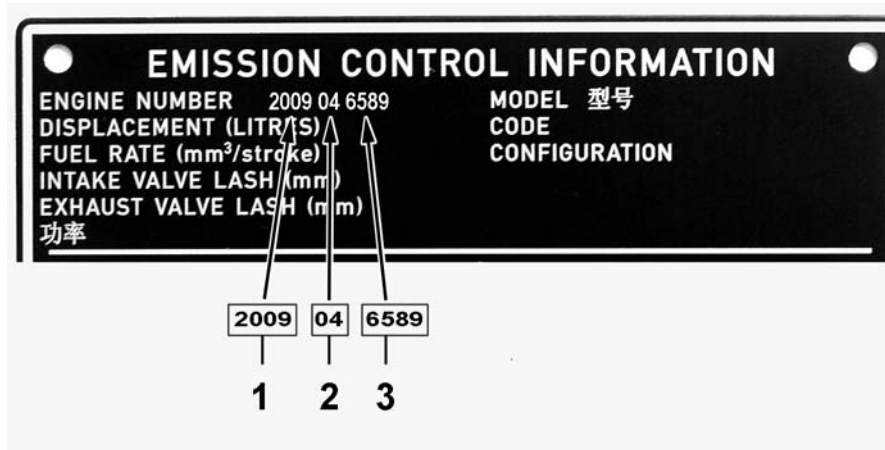 EMISSION CONTROL INFORMATION
ENGINE NUMBER 2009 04 6589 MODEL 型号
DISPLACEMENT (LITRES) CODE
FUEL RATE (mm³/stroke) CONFIGURATION
INTAKE VALVE LASH (mm)
EXHAUST VALVE LASH (mm)
功率
2009 04 6589
1 2 3